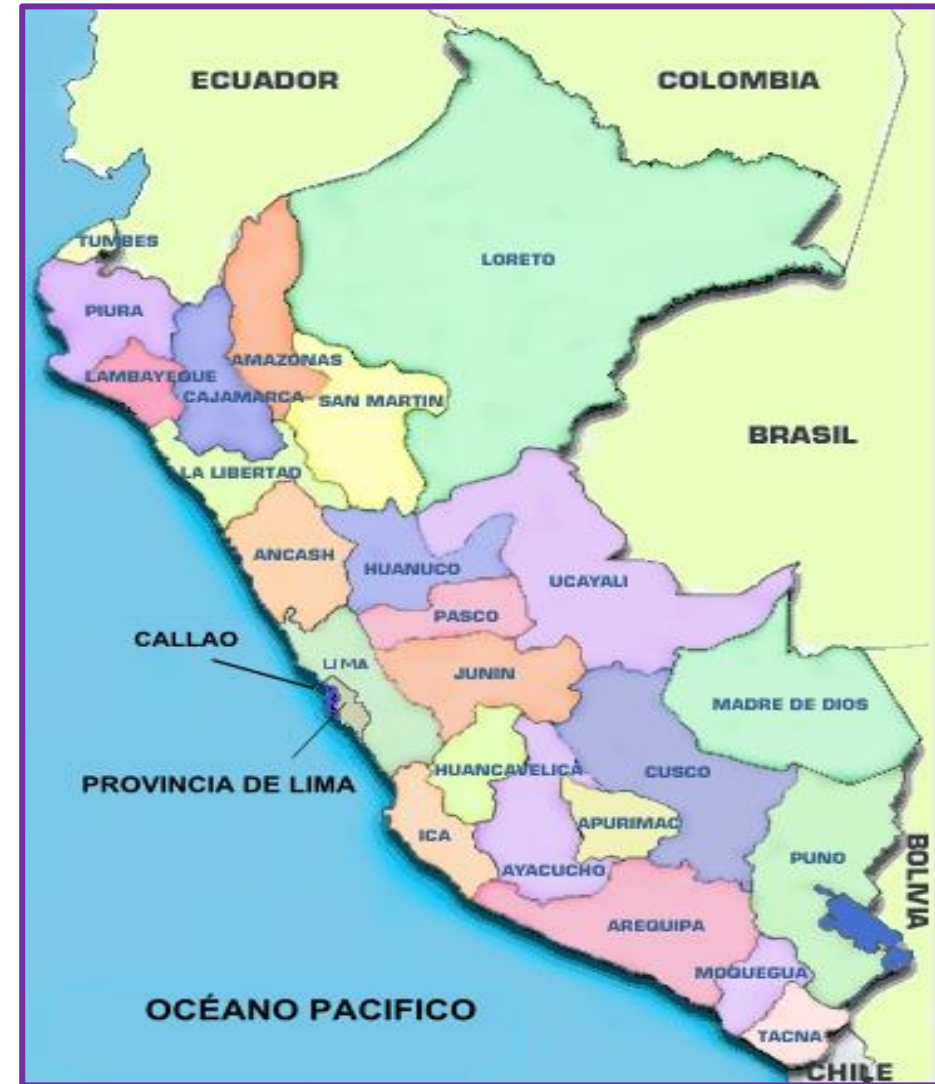 ECUADOR
COLOMBIA
TUMBES
LORETO
PIURA
AMAZONAS
LAMBAYEQUE
CAJAMARCA
SAN MARTIN
BRASIL
LA LIBERTAD
ANCASH
HUANUCO
UCAYALI
PASCO
CALLAO
LIMA
JUNIN
MADRE DE DIOS
HUANCAVELICA
CUSCO
PROVINCIA DE LIMA
APURIMAC
ICA
PUNO
BOLIVIA
AYACUCHO
AREQUIPA
MOQUEGUA
OCÉANO PACIFICO
TACNA
CHILE